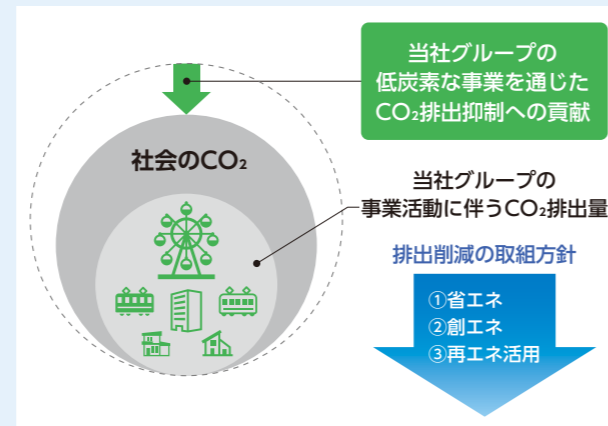 当社グループの
低炭素な事業を通じた
CO₂排出抑制への貢献
社会のCO₂
当社グループの
事業活動に伴うCO₂排出量
排出削減の取組方針
①省エネ
②創エネ
③再エネ活用